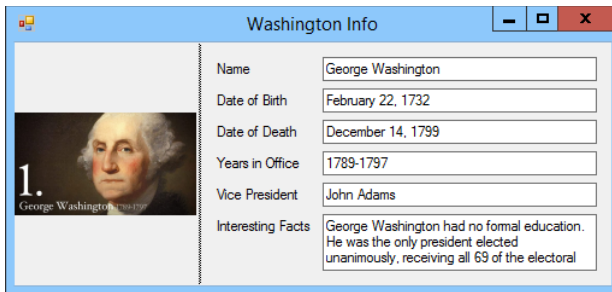 Washington Info
Name
George Washington
Date of Birth
February 22, 1732
Date of Death
December 14, 1799
Years in Office
1789-1797
Vice President
John Adams
Interesting Facts
George Washington had no formal education.
He was the only president elected
unanimously, receiving all 69 of the electoral
1.
George Washington 1789-1797